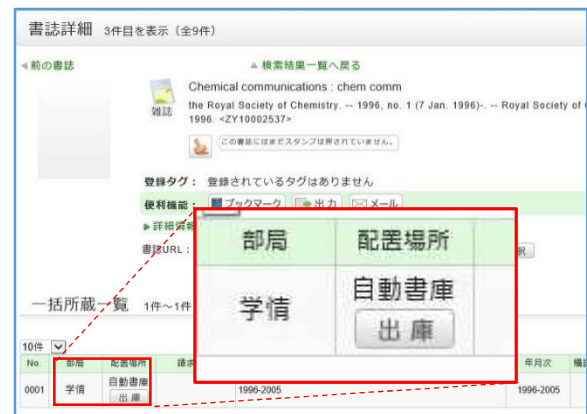 書誌詳細 3件目を表示（全9件）
前の書誌 ▲検索結果一覧へ戻る
Chemical communications : chem comm
雑誌 the Royal Society of Chemistry. -- 1996, no. 1 (7 Jan. 1996)-. -- Royal Society of
1996. <ZY10002537>
この書誌にはまだスタンプは押されていません。
登録タグ： 登録されているタグはありません
便利機能： ブックマーク 出力 メール
詳細情報
書誌URL：
部局 配置場所
学情 自動書庫
出庫
一括所蔵一覧 1件～1件
10件
No. 部局 配置場所 年月次
0001 学情 自動書庫 1996-2005 1996-2005
出庫